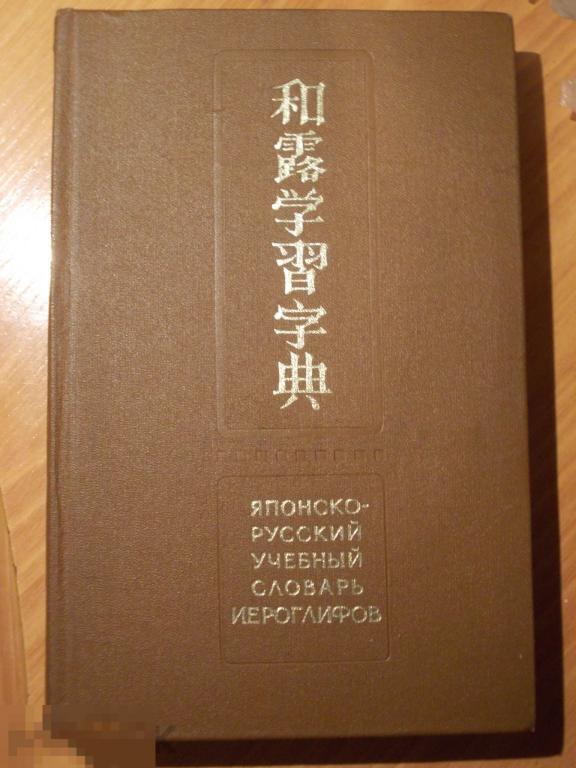 和露学習字典
ЯПОНСКО-
РУССКИЙ
УЧЕБНЫЙ
СЛОВАРЬ
ИЕРОГЛИФОВ